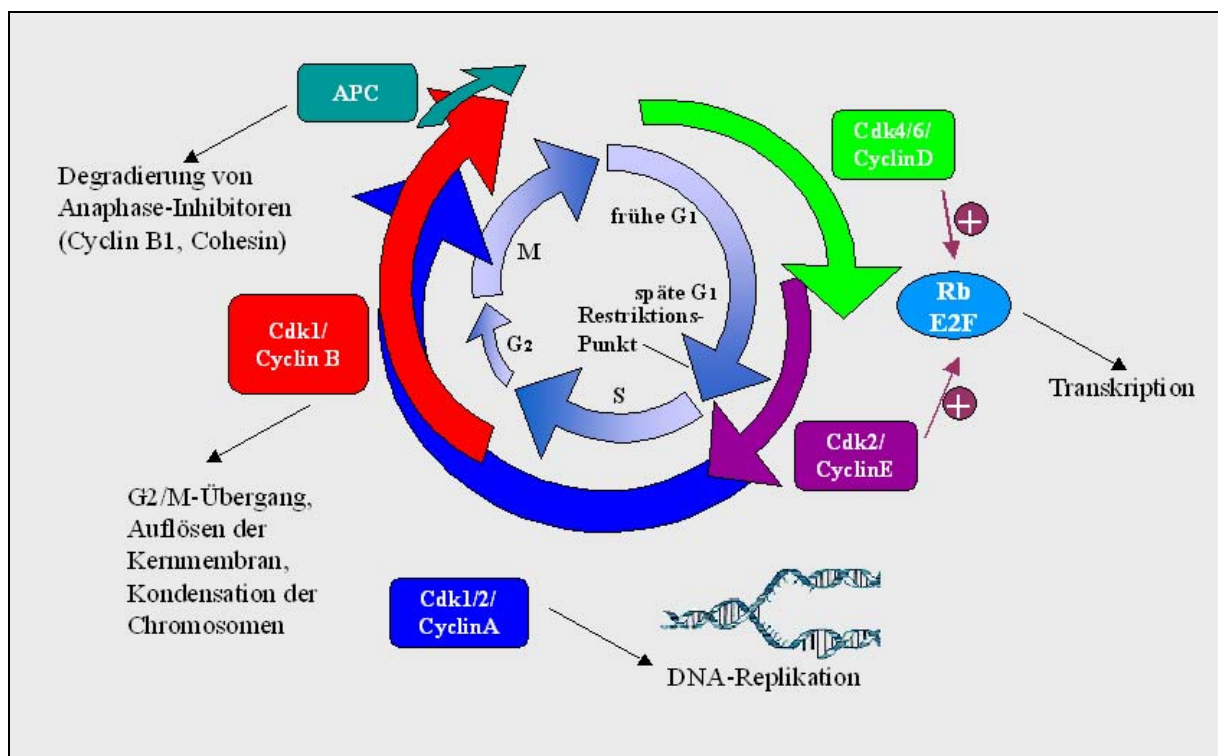 APC
Degradierung von
Anaphase-Inhibitoren
(Cyclin B1, Cohesin)
Cdk4/6/
CyclinD
+
frühe G1
M
späte G1
Restriktions-
Punkt
Rb
E2F
Cdk1/
Cyclin B
G2
S
Transkription
+
Cdk2/
CyclinE
G2/M-Übergang,
Auflösen der
Kernmembran,
Kondensation der
Chromosomen
Cdk1/2/
CyclinA
DNA-Replikation